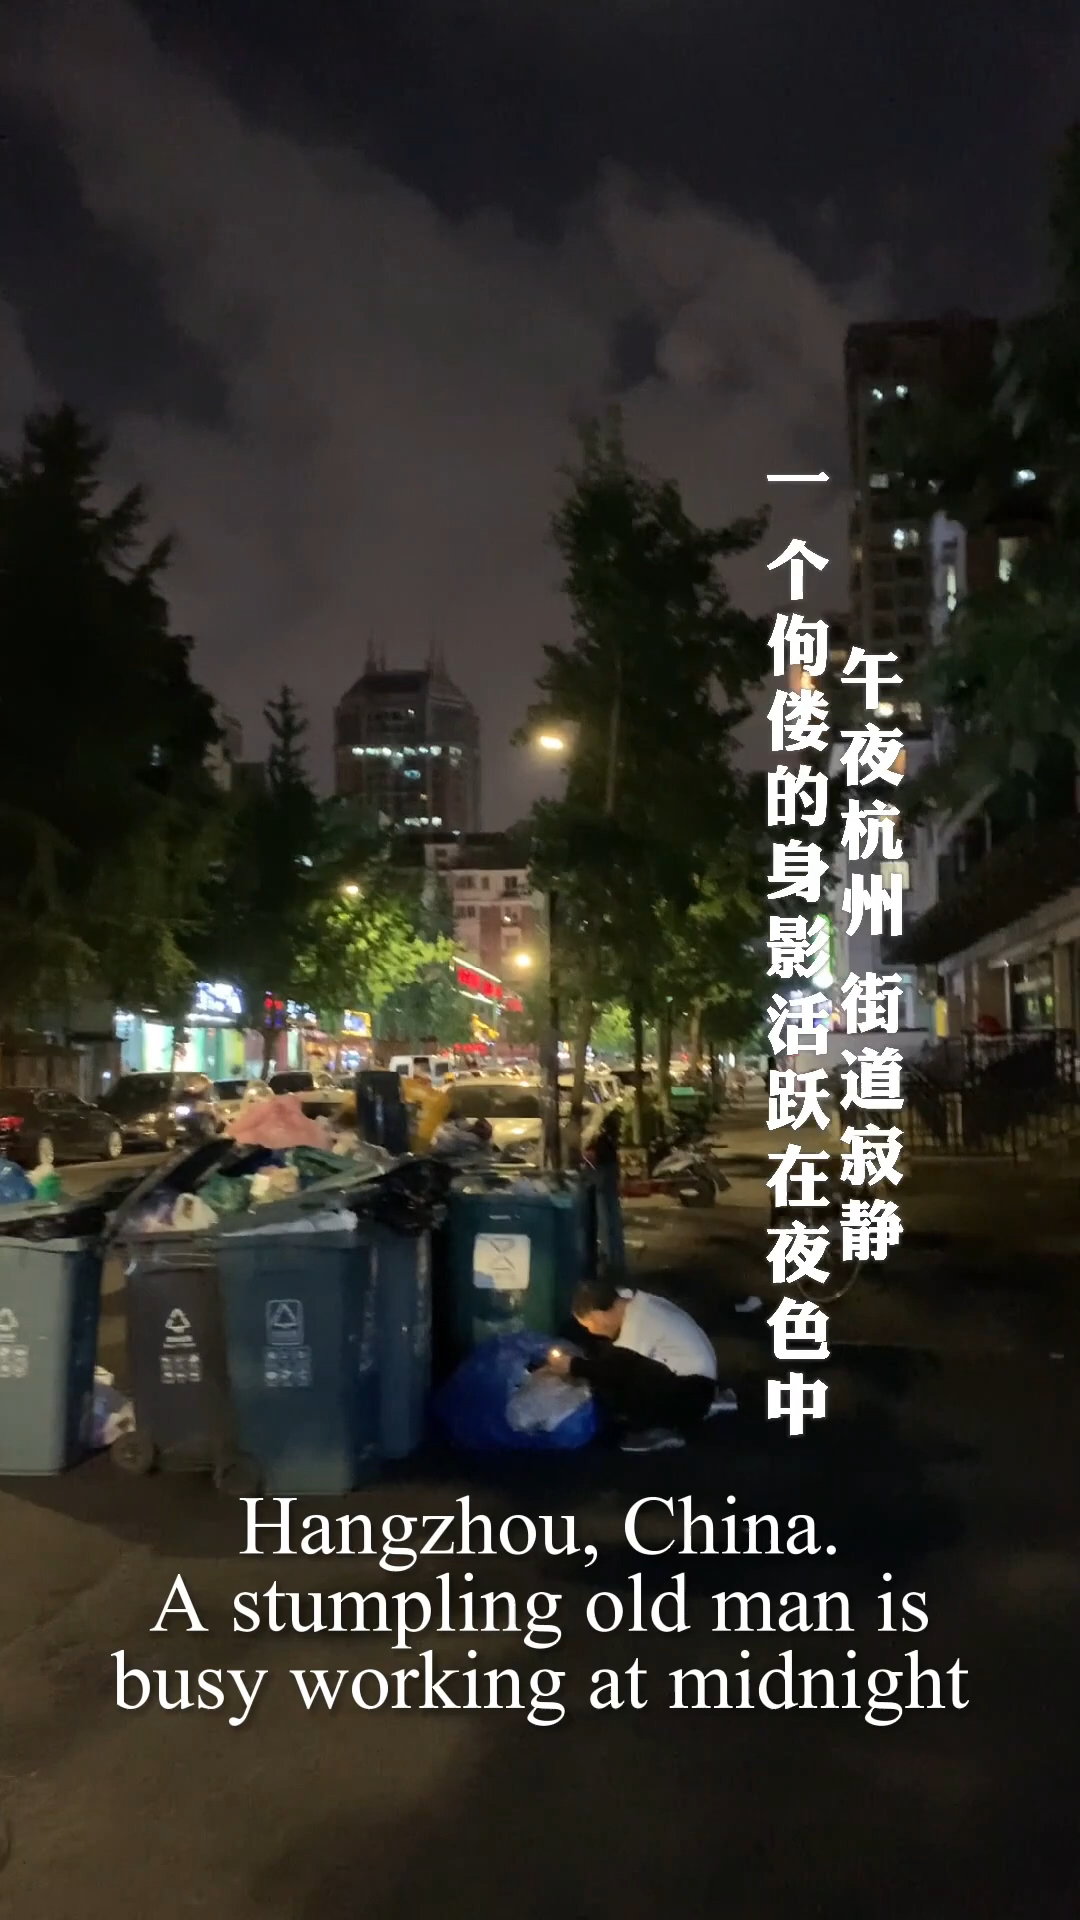 午夜杭州 街道寂静
一个佝偻的身影活跃在夜色中
Hangzhou, China.
A stumpling old man is
busy working at midnight